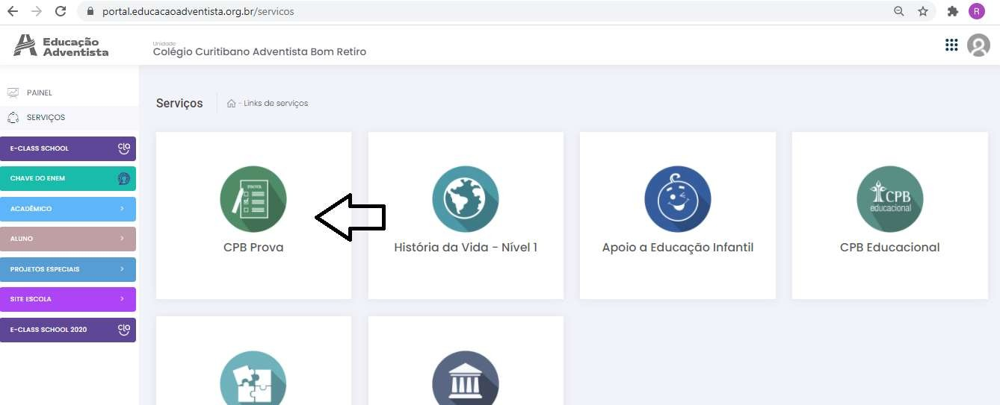 portal.educacaoadventista.org.br/servicos
R
Educação
Adventista
Unidade
Colégio Curitibano Adventista Bom Retiro
PAINEL
SERVIÇOS
E-CLASS SCHOOL
CHAVE DO ENEM
ACADÊMICO
ALUNO
PROJETOS ESPECIAIS
SITE ESCOLA
E-CLASS SCHOOL 2020
Serviços
- Links de serviços
PROVA
CPB Prova
História da Vida - Nível 1
Apoio a Educação Infantil
CPB
educacional
CPB Educacional